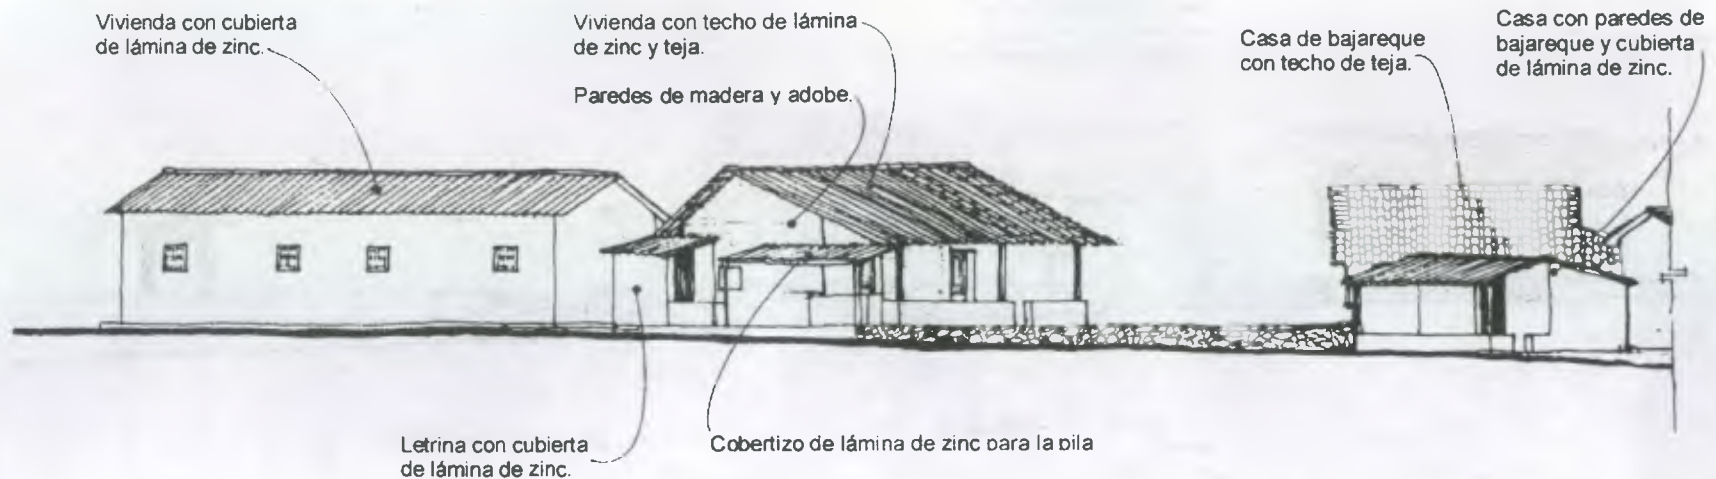 Vivienda con cubierta
de lámina de zinc.
Vivienda con techo de lámina
de zinc y teja.
Paredes de madera y adobe.
Casa de bajareque
con techo de teja.
Casa con paredes de
bajareque y cubierta
de lámina de zinc.
Letrina con cubierta
de lámina de zinc.
Cobertizo de lámina de zinc para la pila